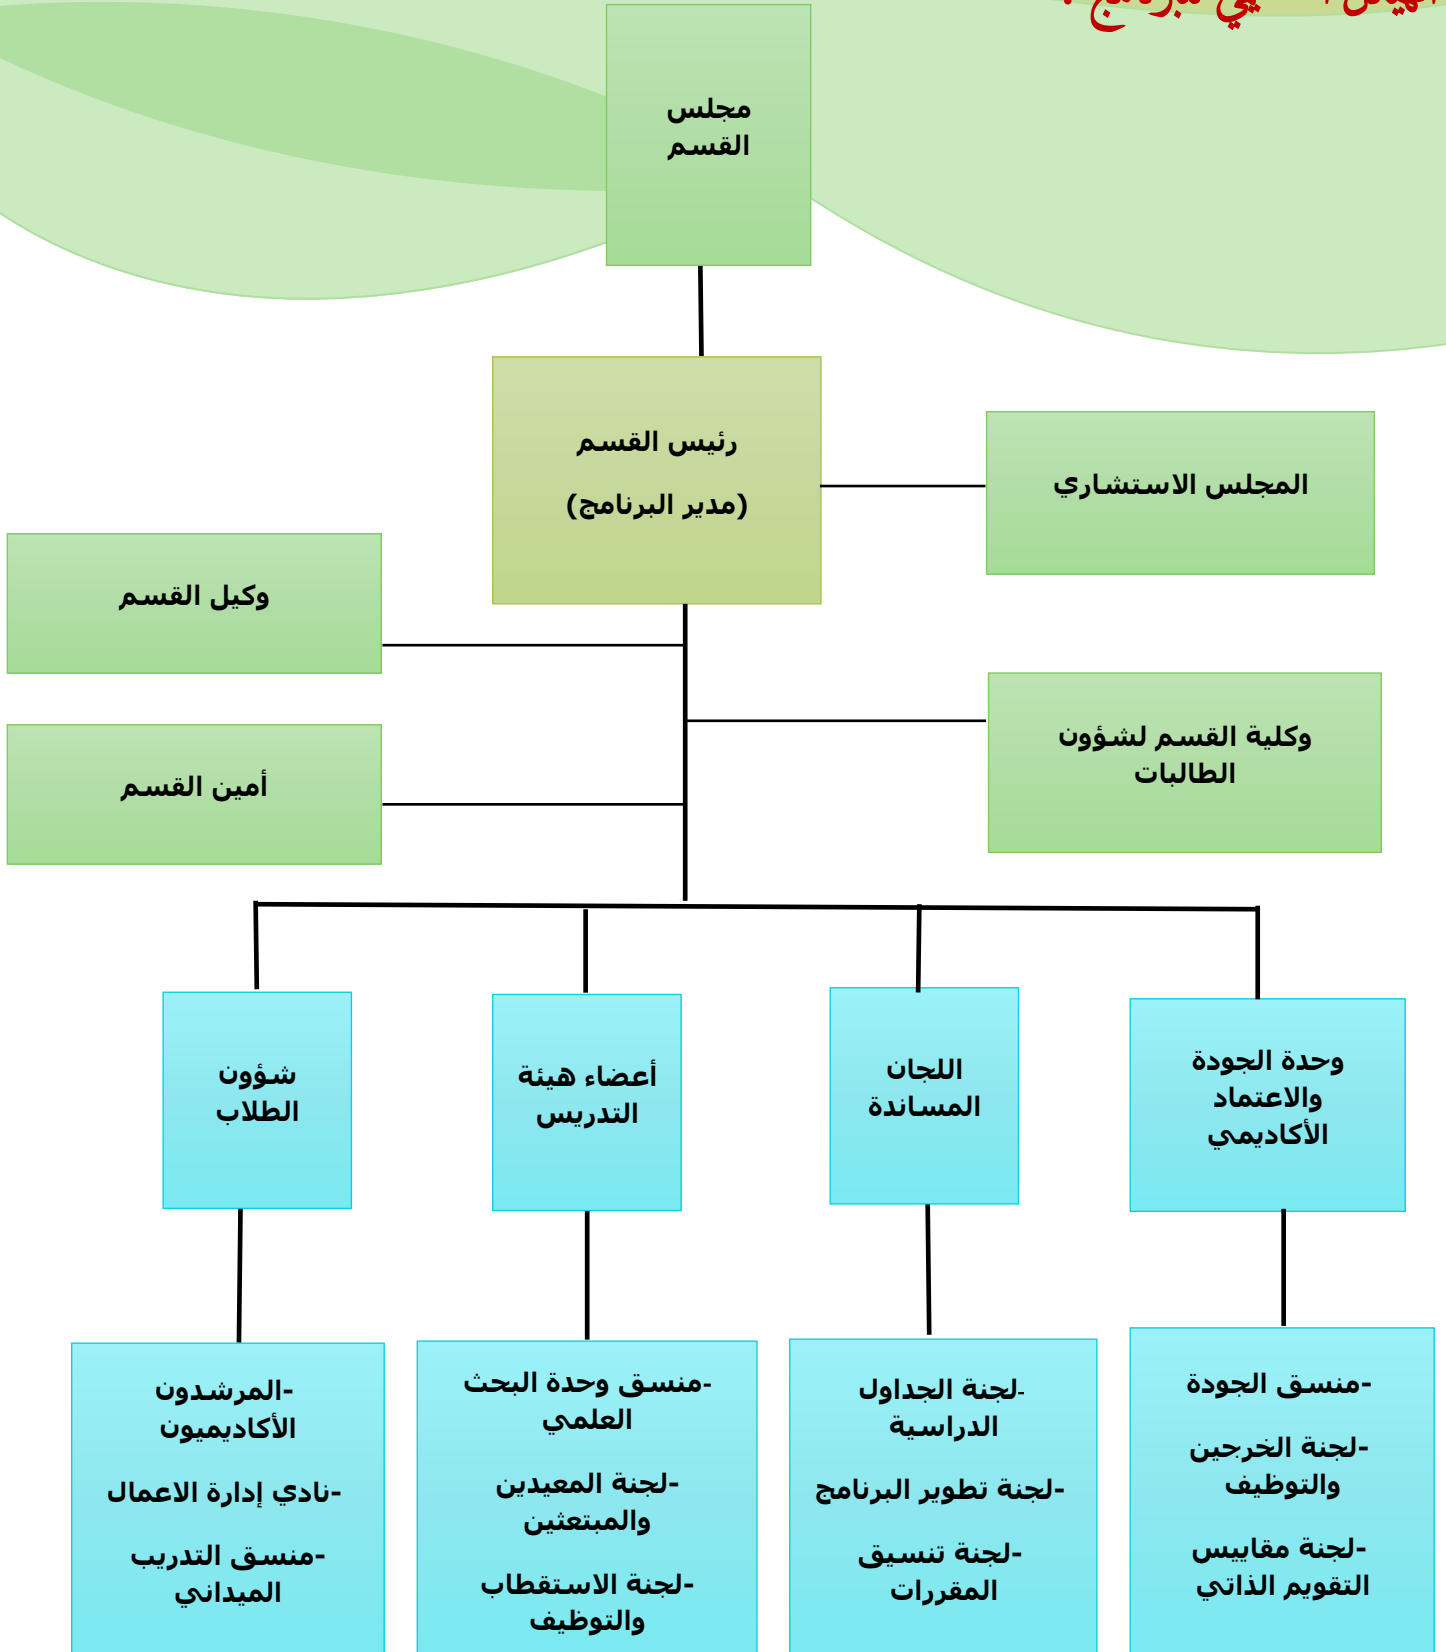 مجلس
القسم
رئيس القسم
(مدير البرنامج)
المجلس الاستشاري
وكيل القسم
وكلية القسم لشؤون
الطالبات
أمين القسم
وحدة الجودة
والاعتماد
الأكاديمي
اللجان
المساندة
أعضاء هيئة
التدريس
شؤون
الطلاب
-منسق الجودة
-لجنة الخرجين
والتوظيف
-لجنة مقاييس
التقويم الذاتي
-لجنة الجداول
الدراسية
-لجنة تطوير البرنامج
-لجنة تنسيق
المقررات
-منسق وحدة البحث
العلمي
-لجنة المعيدين
والمبتعثين
-لجنة الاستقطاب
والتوظيف
-المرشدون
الأكاديميون
-نادي إدارة الاعمال
-منسق التدريب
الميداني